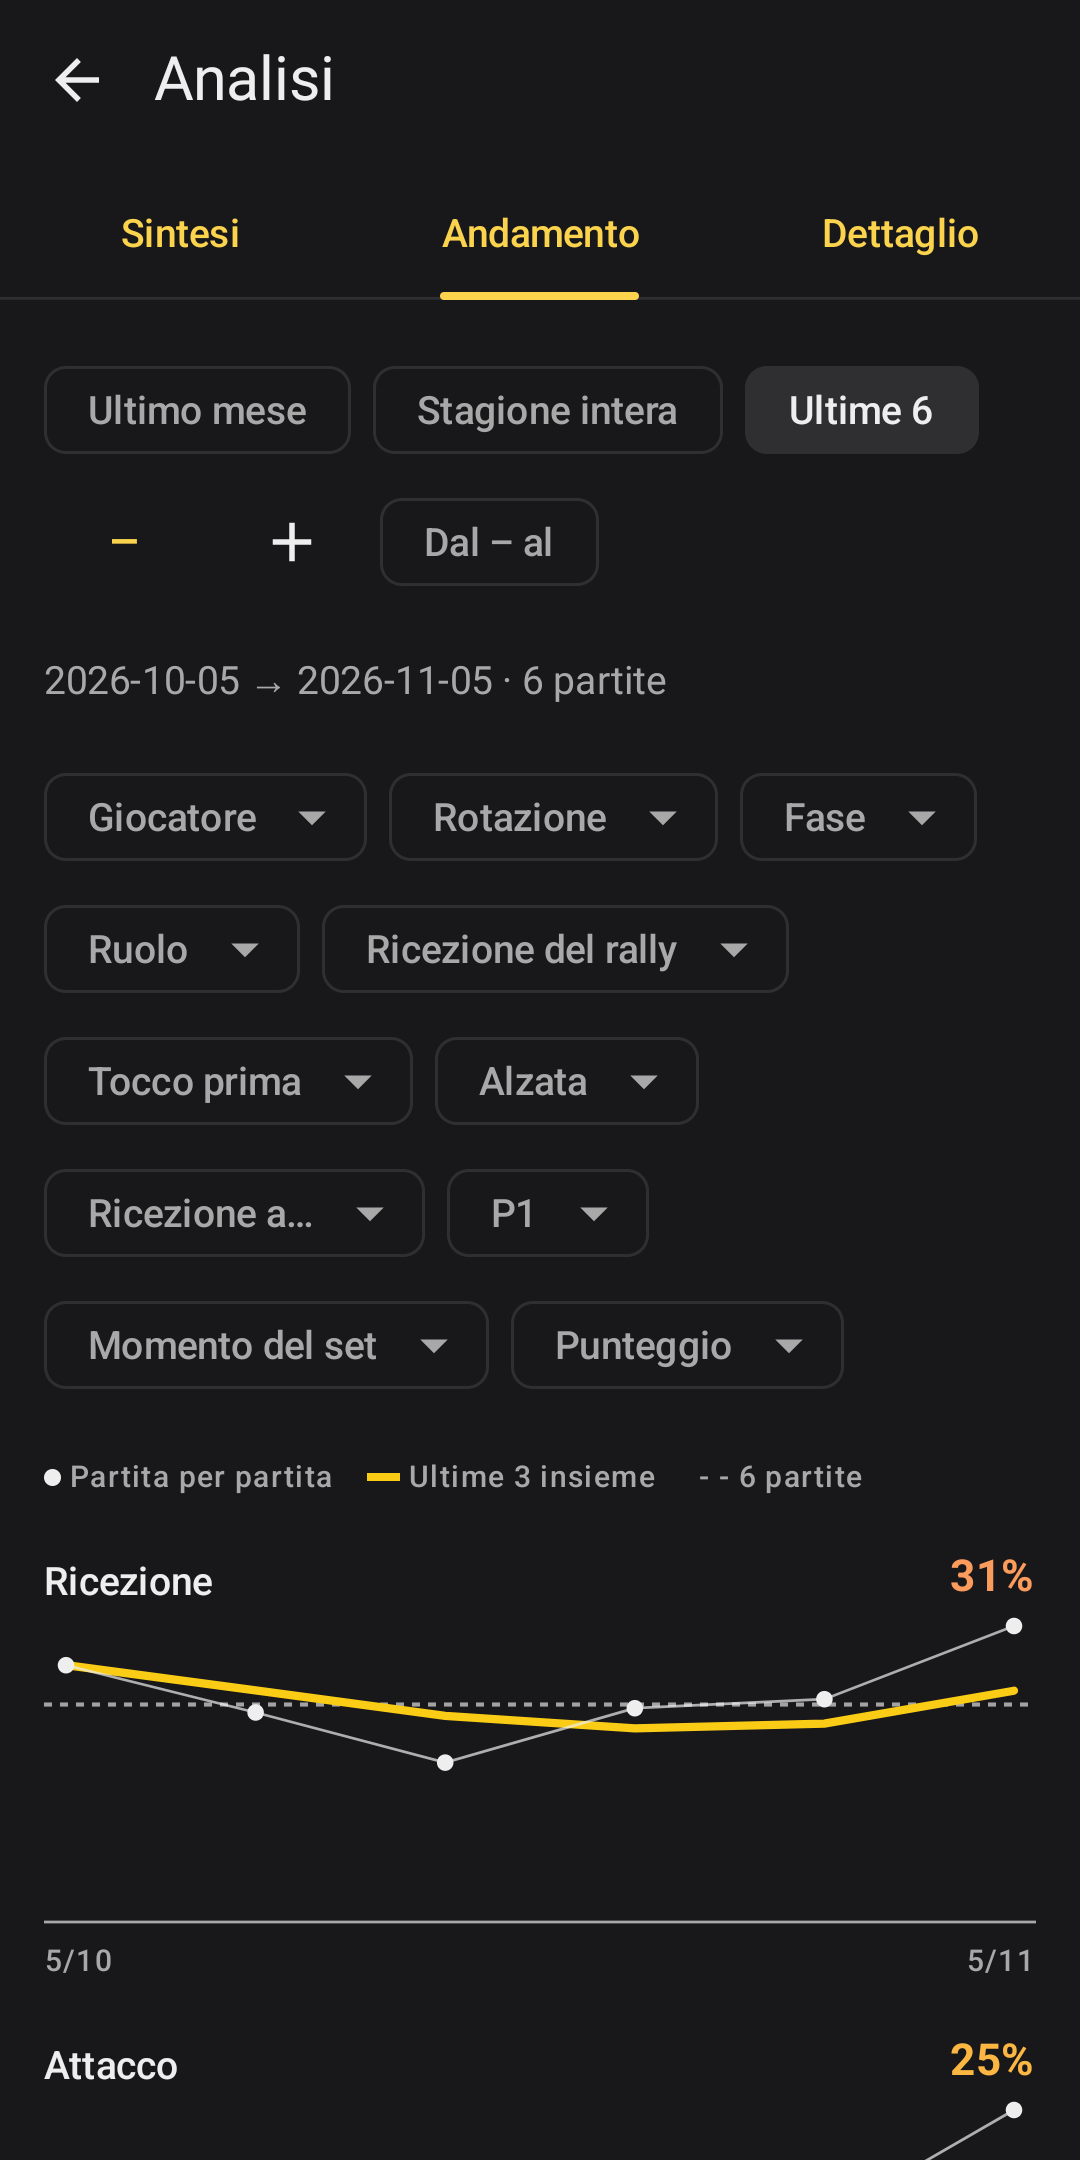 Analisi
Sintesi Andamento Dettaglio
Ultimo mese Stagione intera Ultime 6
− + Dal – al
2026-10-05 → 2026-11-05 · 6 partite
Giocatore Rotazione Fase
Ruolo Ricezione del rally
Tocco prima Alzata
Ricezione a… P1
Momento del set Punteggio
Partita per partita Ultime 3 insieme - - 6 partite
Ricezione 31%
5/10 5/11
Attacco 25%